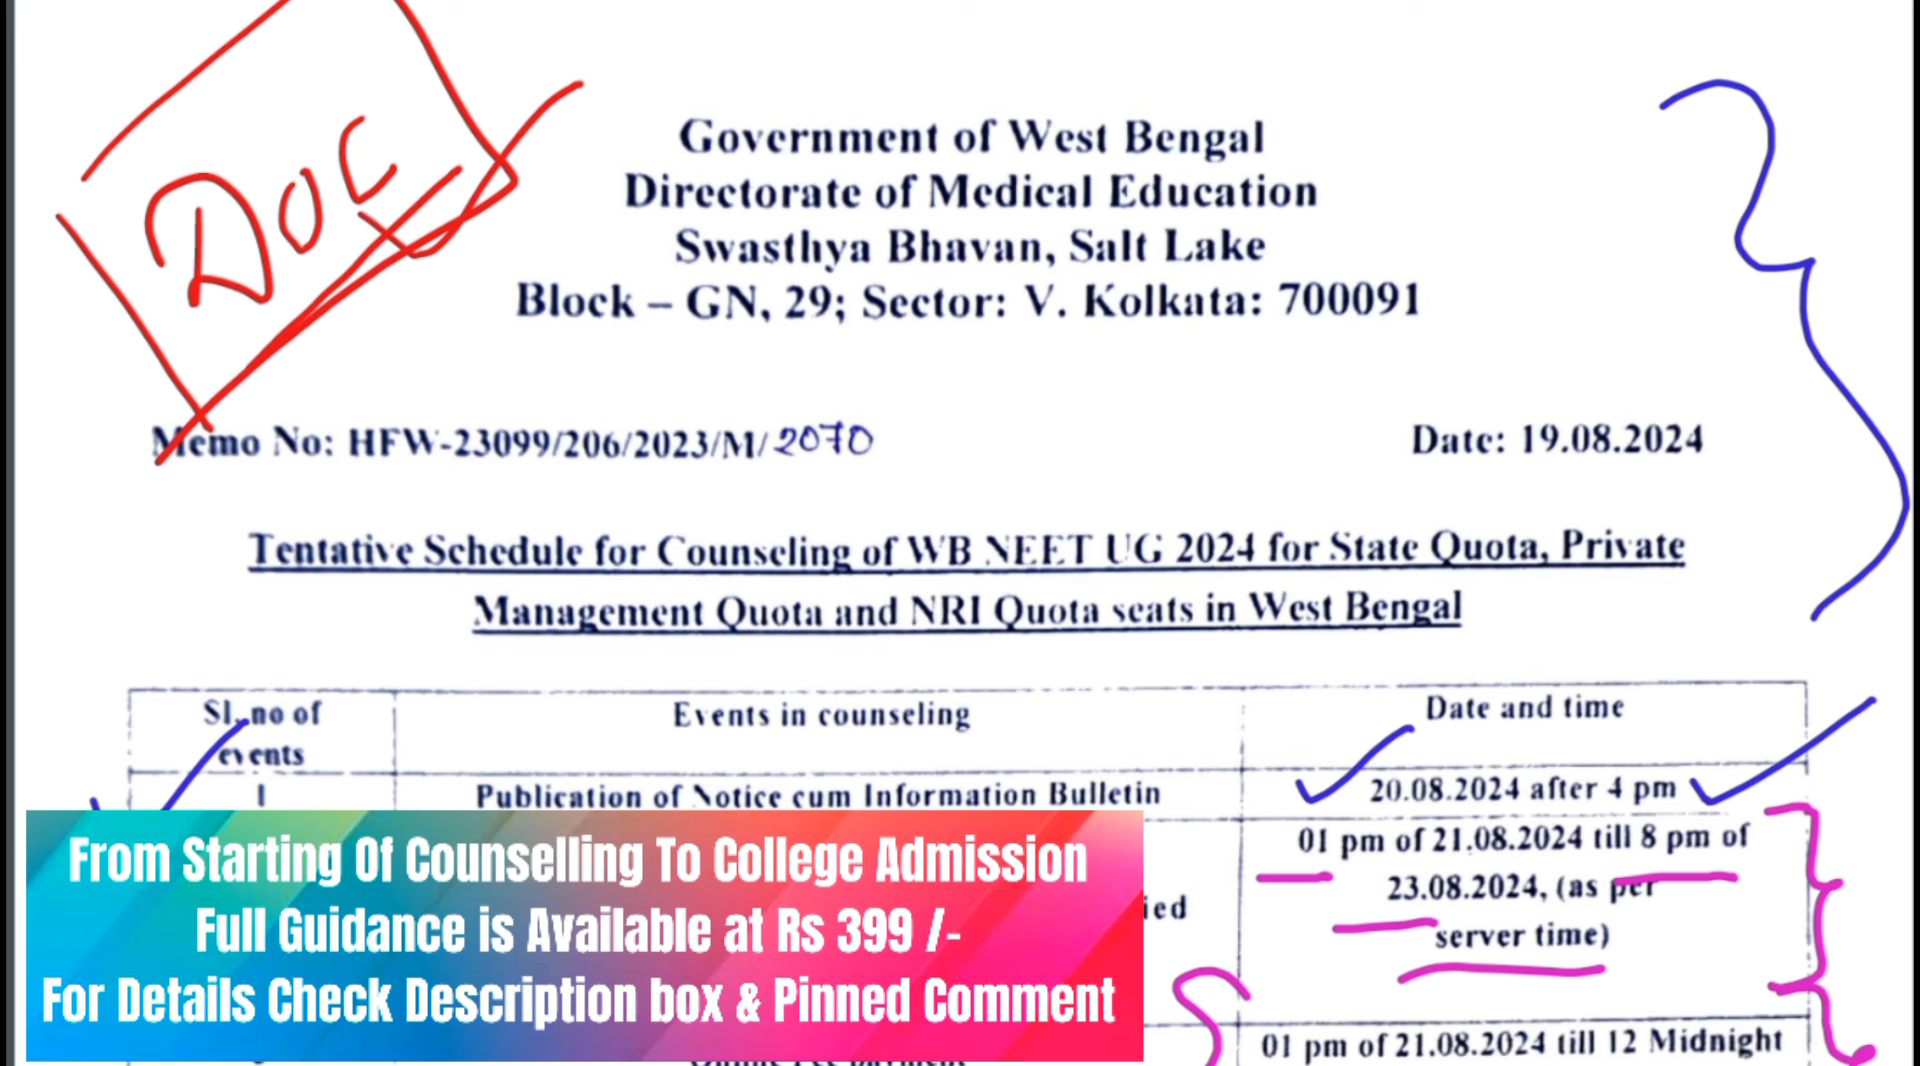 DOC
Government of West Bengal
Directorate of Medical Education
Swasthya Bhavan, Salt Lake
Block – GN, 29; Sector: V. Kolkata: 700091
Memo No: HFW-23099/206/2023/M/2070
Date: 19.08.2024
Tentative Schedule for Counseling of WB NEET UG 2024 for State Quota, Private
Management Quota and NRI Quota seats in West Bengal
Sl. no of
events
Events in counseling
Date and time
1
Publication of Notice cum Information Bulletin
20.08.2024 after 4 pm
ied
01 pm of 21.08.2024 till 8 pm of
23.08.2024, (as per
server time)
01 pm of 21.08.2024 till 12 Midnight
From Starting Of Counselling To College Admission
Full Guidance is Available at Rs 399 /-
For Details Check Description box & Pinned Comment